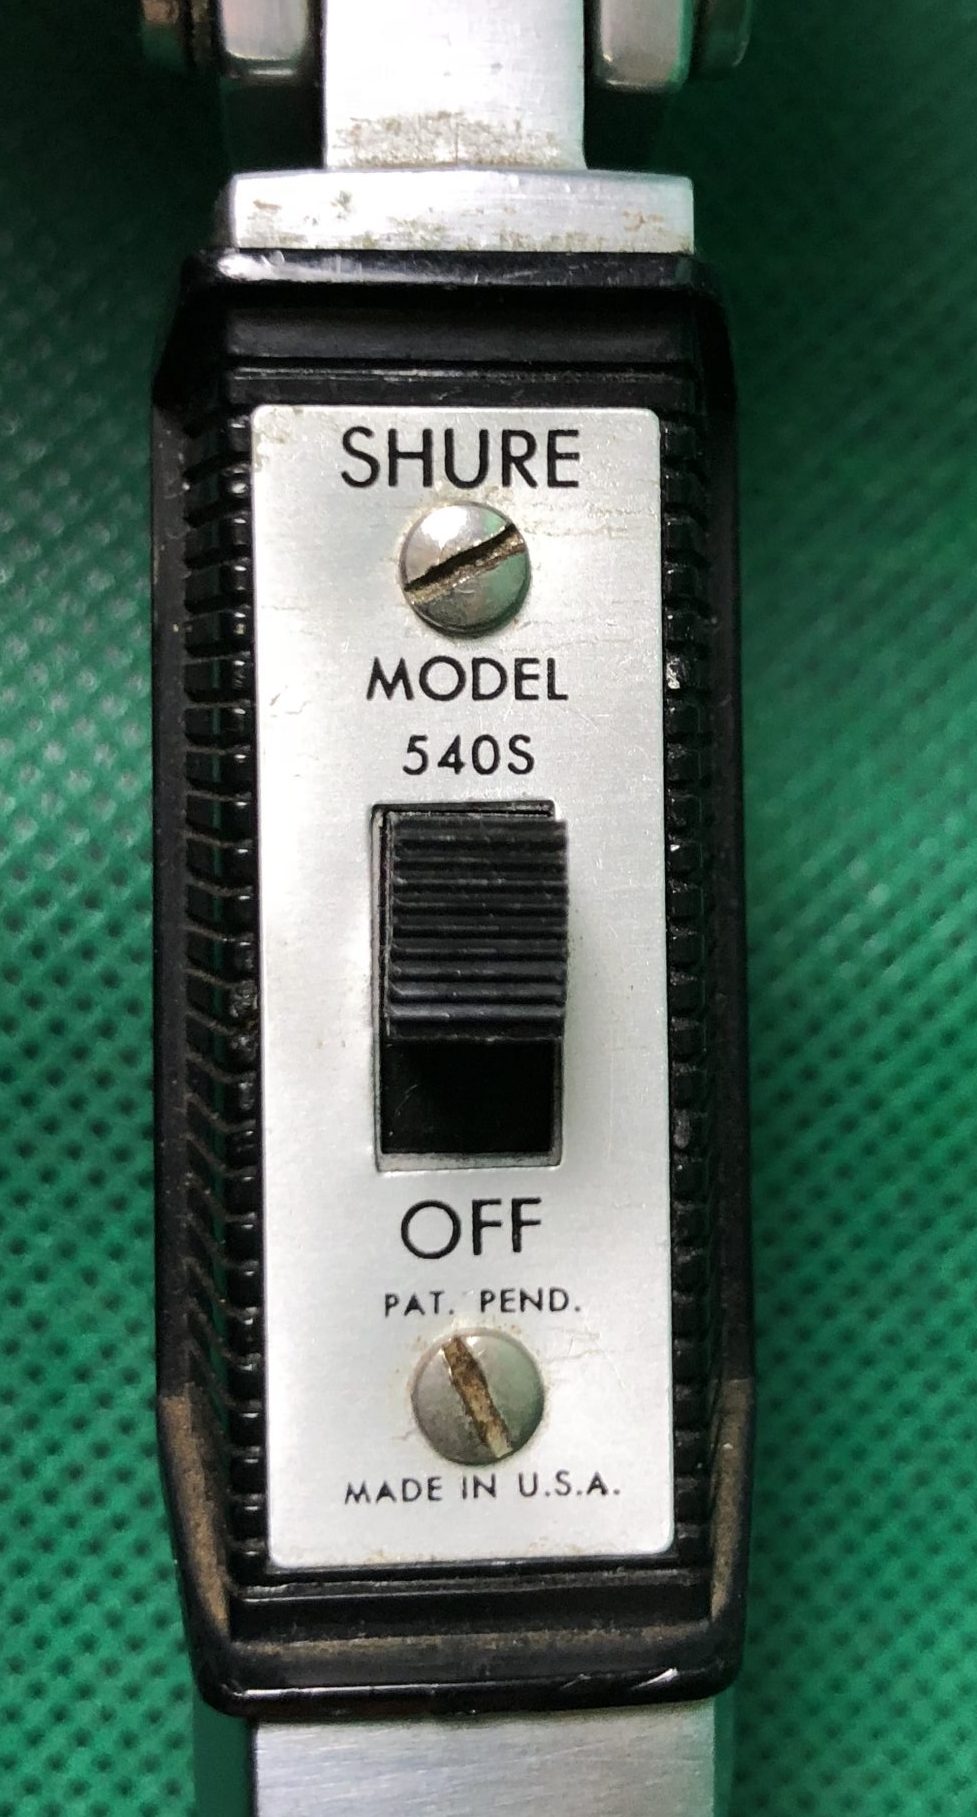 SHURE
MODEL
540S
OFF
PAT. PEND.
MADE IN U.S.A.